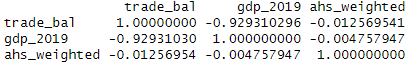 trade_bal gdp_2019 ahs_weighted
trade_bal 1.00000000 -0.929310296 -0.012569541
gdp_2019 -0.92931030 1.000000000 -0.004757947
ahs_weighted -0.01256954 -0.004757947 1.000000000